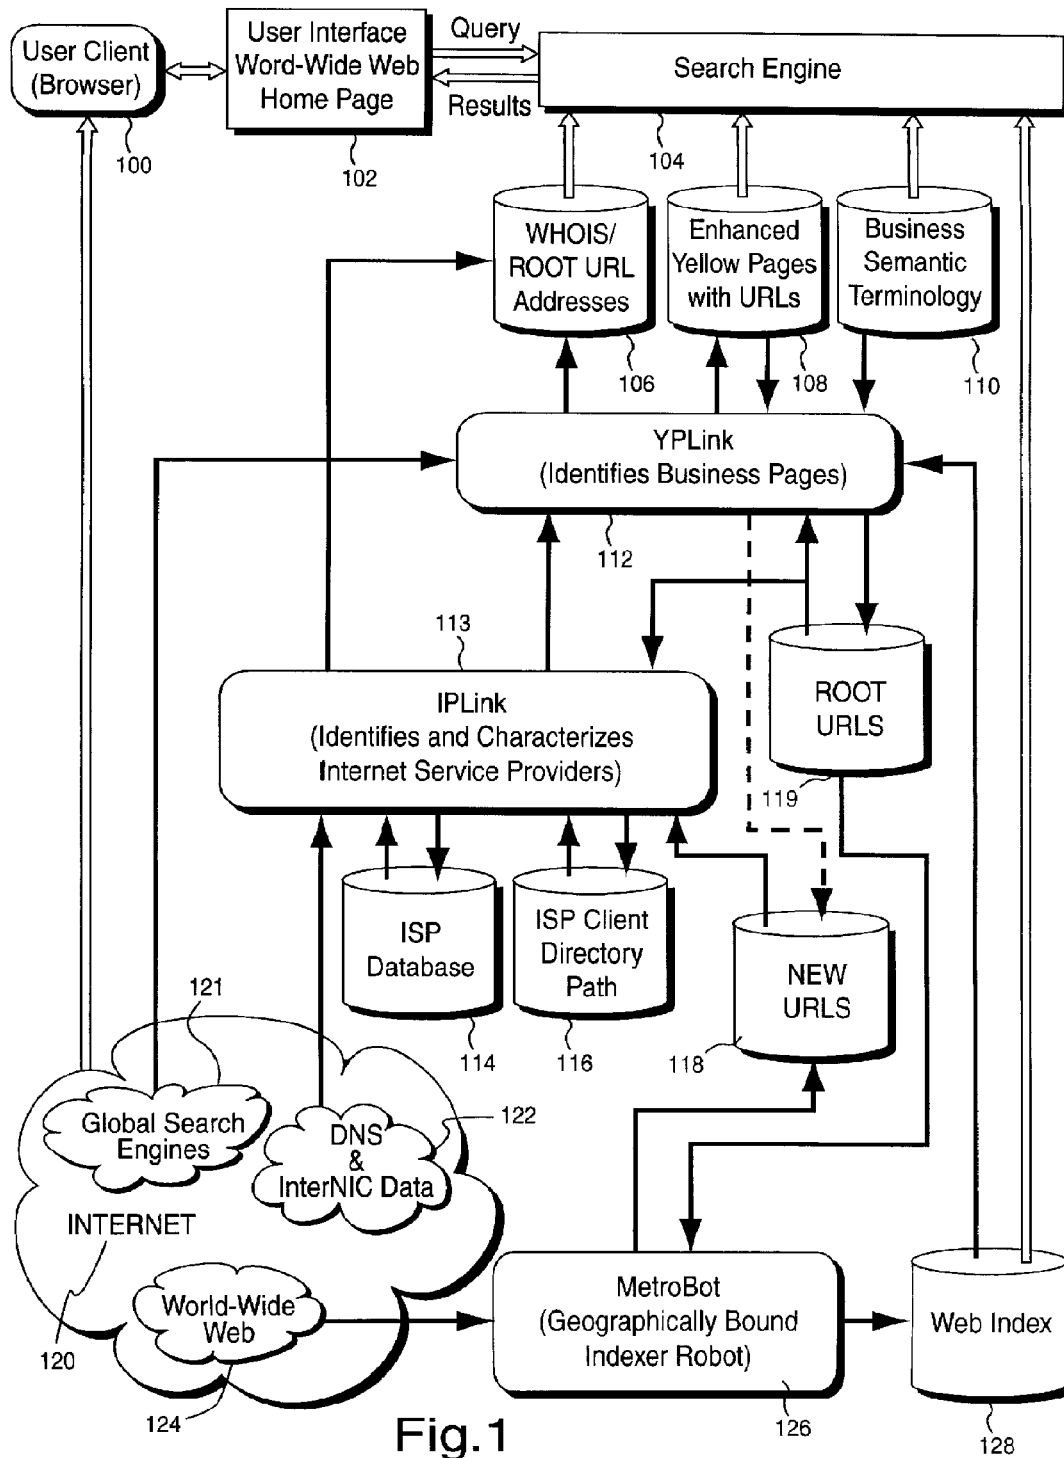 User Client
(Browser)
100
User Interface
Word-Wide Web
Home Page
102
Query
Results
Search Engine
104
WHOIS/
ROOT URL
Addresses
106
Enhanced
Yellow Pages
with URLs
108
Business
Semantic
Terminology
110
YPLink
(Identifies Business Pages)
112
113
IPLink
(Identifies and Characterizes
Internet Service Providers)
ROOT
URLS
119
ISP
Database
114
ISP Client
Directory
Path
116
NEW
URLS
118
121
Global Search
Engines
122
DNS
&
InterNIC Data
INTERNET
120
World-Wide
Web
124
MetroBot
(Geographically Bound
Indexer Robot)
126
Web Index
128
Fig.1